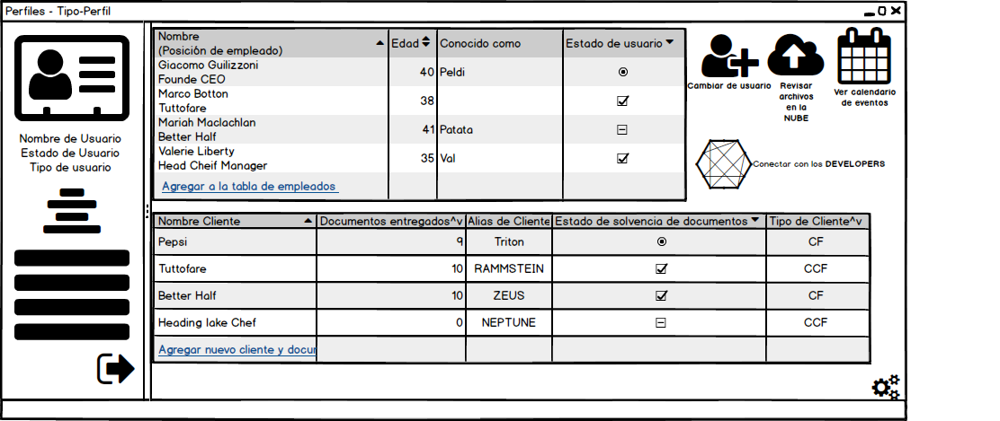 Perfiles - Tipo-Perfil
Nombre de Usuario
Estado de Usuario
Tipo de usuario
Nombre
(Posición de empleado)
Edad
Conocido como
Estado de usuario
Giacomo Guilizzoni
Founde CEO
40
Peldi
Marco Botton
Tuttofare
38
Mariah Maclachlan
Better Half
41
Patata
Valerie Liberty
Head Cheif Manager
35
Val
Agregar a la tabla de empleados
Cambiar de usuario
Revisar
archivos
en la
NUBE
Ver calendario
de eventos
Conectar con los DEVELOPERS
Nombre Cliente
Documentos entregados^v
Alias de Cliente
Estado de solvencia de documentos
Tipo de Cliente^v
Pepsi
9
Triton
CF
Tuttofare
10
RAMMSTEIN
CCF
Better Half
10
ZEUS
CF
Heading lake Chef
0
NEPTUNE
CCF
Agregar nuevo cliente y docur